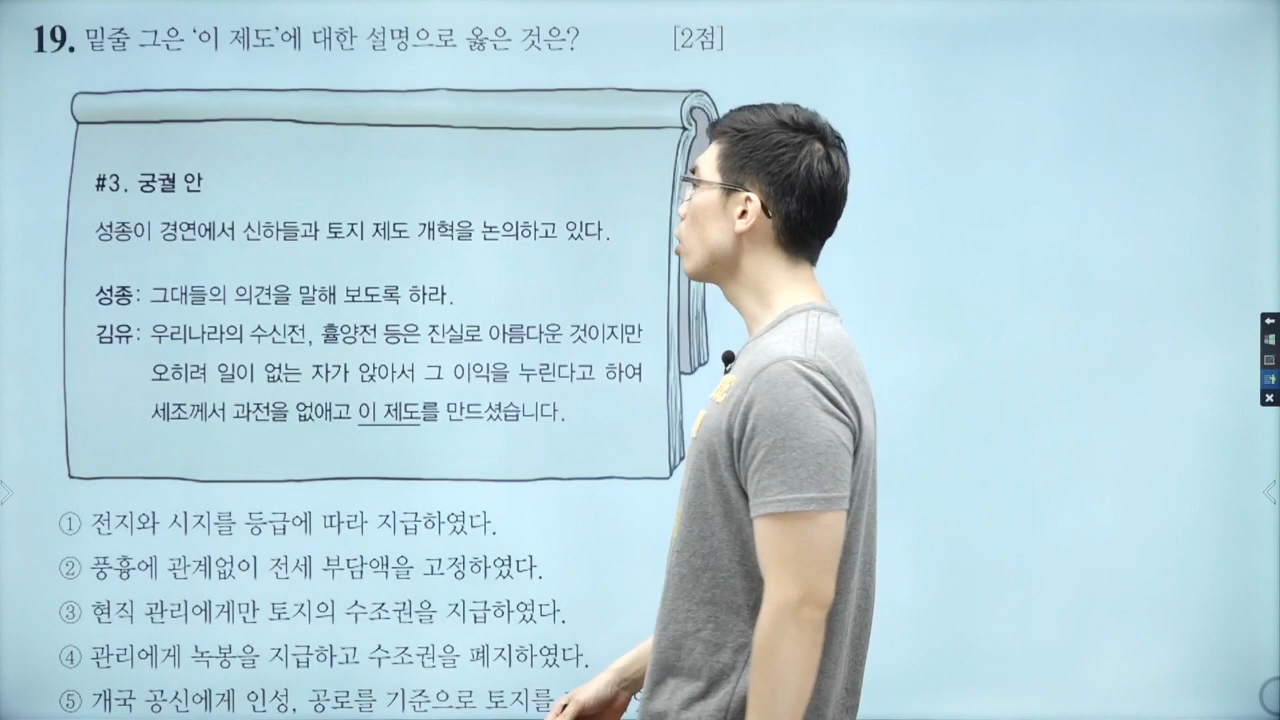 19. 밑줄 그은 ‘이 제도’에 대한 설명으로 옳은 것은? [2점]
#3. 궁궐 안
성종이 경연에서 신하들과 토지 제도 개혁을 논의하고 있다.
성종: 그대들의 의견을 말해 보도록 하라.
김유: 우리나라의 수신전, 휼양전 등은 진실로 아름다운 것이지만
오히려 일이 없는 자가 앉아서 그 이익을 누린다고 하여
세조께서 과전을 없애고 이 제도를 만드셨습니다.
① 전지와 시지를 등급에 따라 지급하였다.
② 풍흉에 관계없이 전세 부담액을 고정하였다.
③ 현직 관리에게만 토지의 수조권을 지급하였다.
④ 관리에게 녹봉을 지급하고 수조권을 폐지하였다.
⑤ 개국 공신에게 인성, 공로를 기준으로 토지를